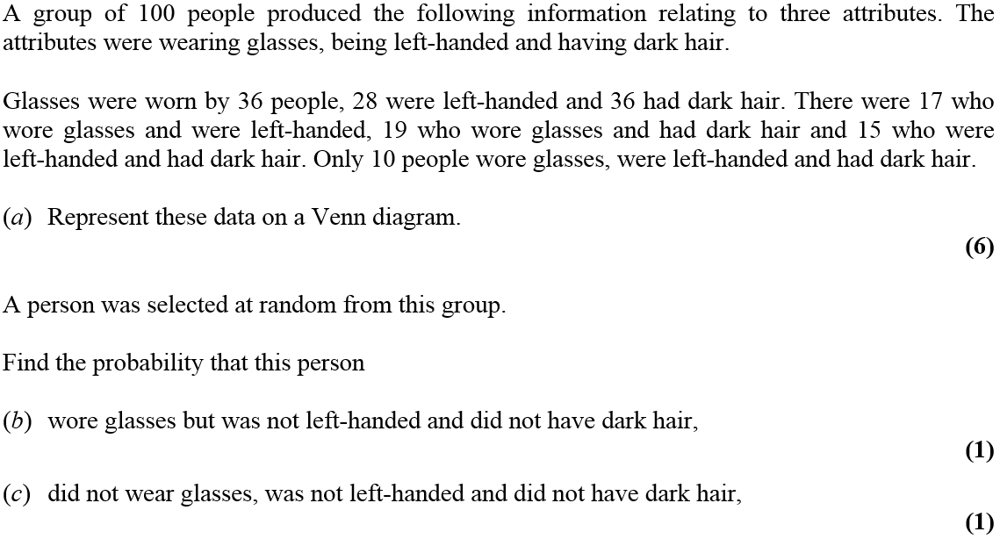 A group of 100 people produced the following information relating to three attributes. The
attributes were wearing glasses, being left-handed and having dark hair.
Glasses were worn by 36 people, 28 were left-handed and 36 had dark hair. There were 17 who
wore glasses and were left-handed, 19 who wore glasses and had dark hair and 15 who were
left-handed and had dark hair. Only 10 people wore glasses, were left-handed and had dark hair.
(a) Represent these data on a Venn diagram.
(6)
A person was selected at random from this group.
Find the probability that this person
(b) wore glasses but was not left-handed and did not have dark hair,
(1)
(c) did not wear glasses, was not left-handed and did not have dark hair,
(1)